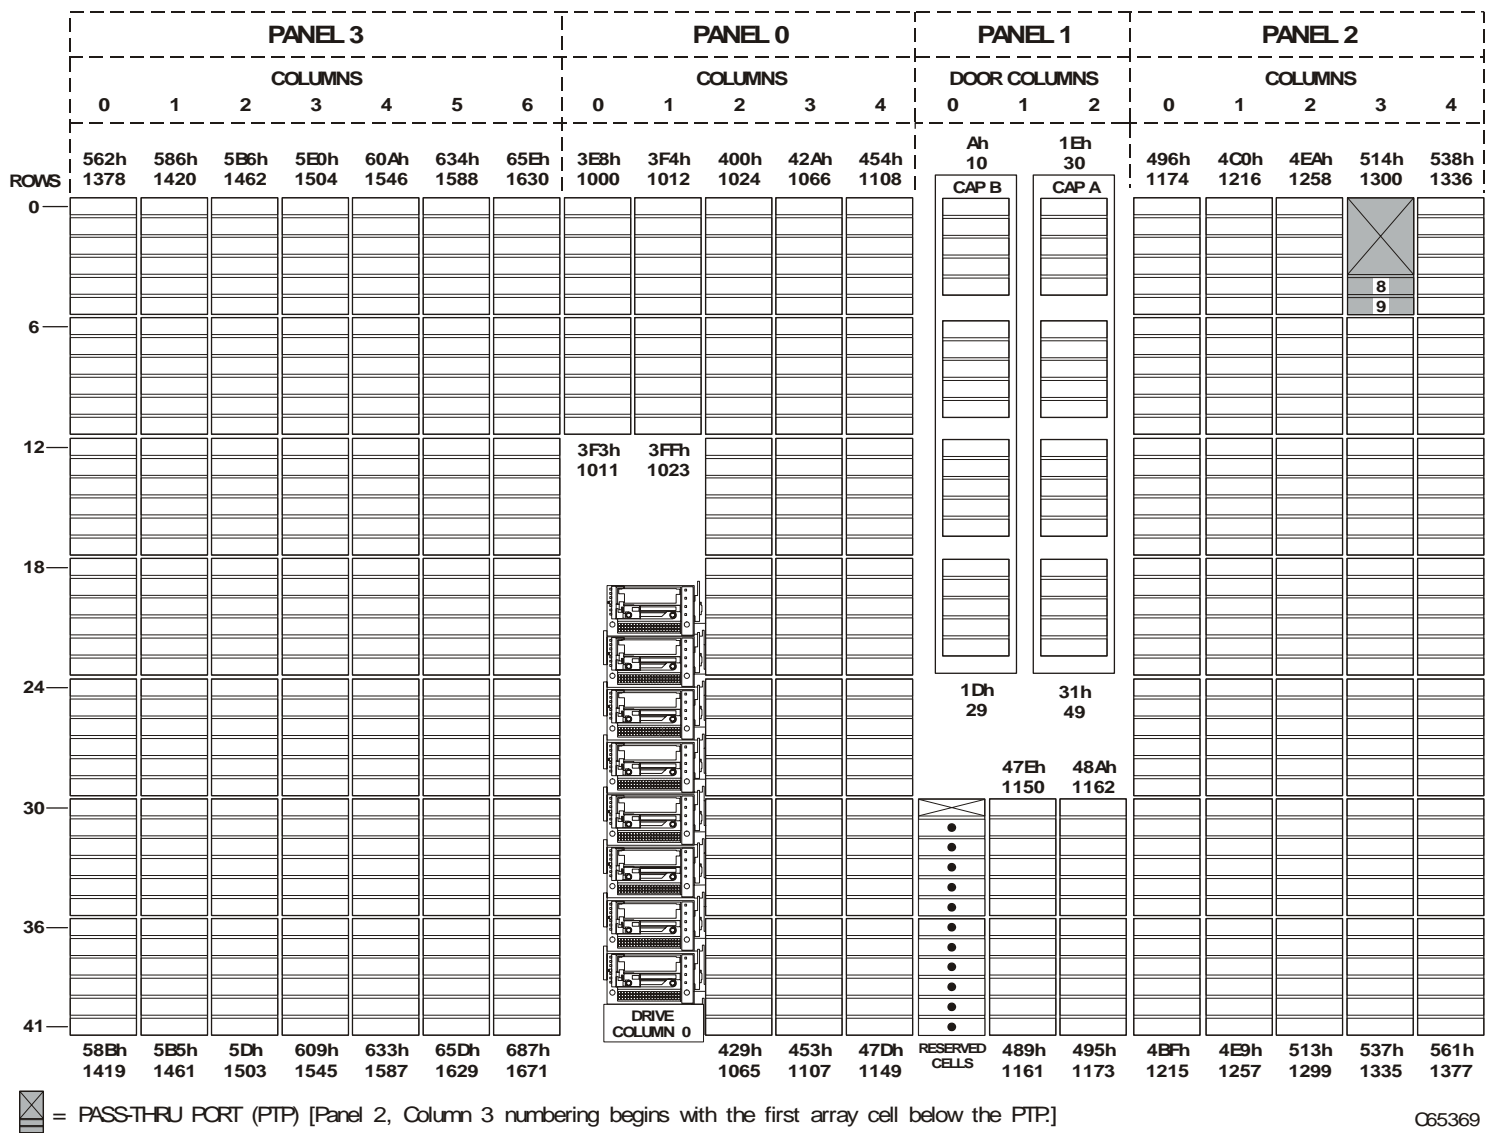 PANEL 3 PANEL 0 PANEL 1 PANEL 2
COLUMNS COLUMNS DOOR COLUMNS COLUMNS
0 1 2 3 4 5 6 0 1 2 3 4 0 1 2 0 1 2 3 4
Ah 1Eh
10 30
562h 586h 5B6h 5E0h 60Ah 634h 65Eh 3E8h 3F4h 400h 42Ah 454h 496h 4C0h 4EAh 514h 538h
ROWS 1378 1420 1462 1504 1546 1588 1630 1000 1012 1024 1066 1108 1174 1216 1258 1300 1336
CAP B CAP A
0
8
9
6
12
3F3h 3FFh
1011 1023
18
24
1Dh 31h
29 49
47Eh 48Ah
1150 1162
30
36
41
DRIVE
COLUMN 0
58Bh 5B5h 5Dh 609h 633h 65Dh 687h 429h 453h 47Dh RESERVED 489h 495h 4BFh 4E9h 513h 537h 561h
1419 1461 1503 1545 1587 1629 1671 1065 1107 1149 CELLS 1161 1173 1215 1257 1299 1335 1377
= PASS-THRU PORT (PTP) [Panel 2, Column 3 numbering begins with the first array cell below the PTP.]
C65369